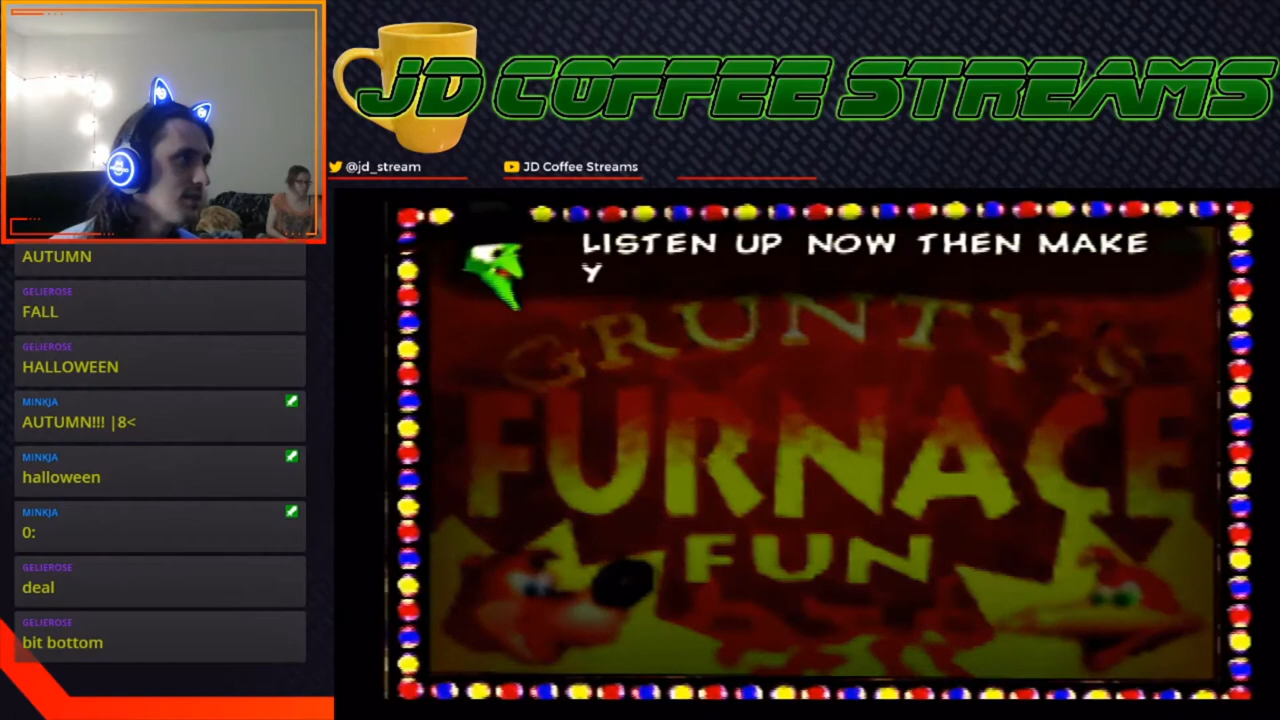 JD COFFEE STREAMS
@jd_stream
JD Coffee Streams
AUTUMN
GELIEROSE
FALL
GELIEROSE
HALLOWEEN
MINKJA
AUTUMN!!! |8<
MINKJA
halloween
MINKJA
0:
GELIEROSE
deal
GELIEROSE
bit bottom
LISTEN UP NOW THEN MAKE
Y
GRUNTY'S
FURNACE
FUN